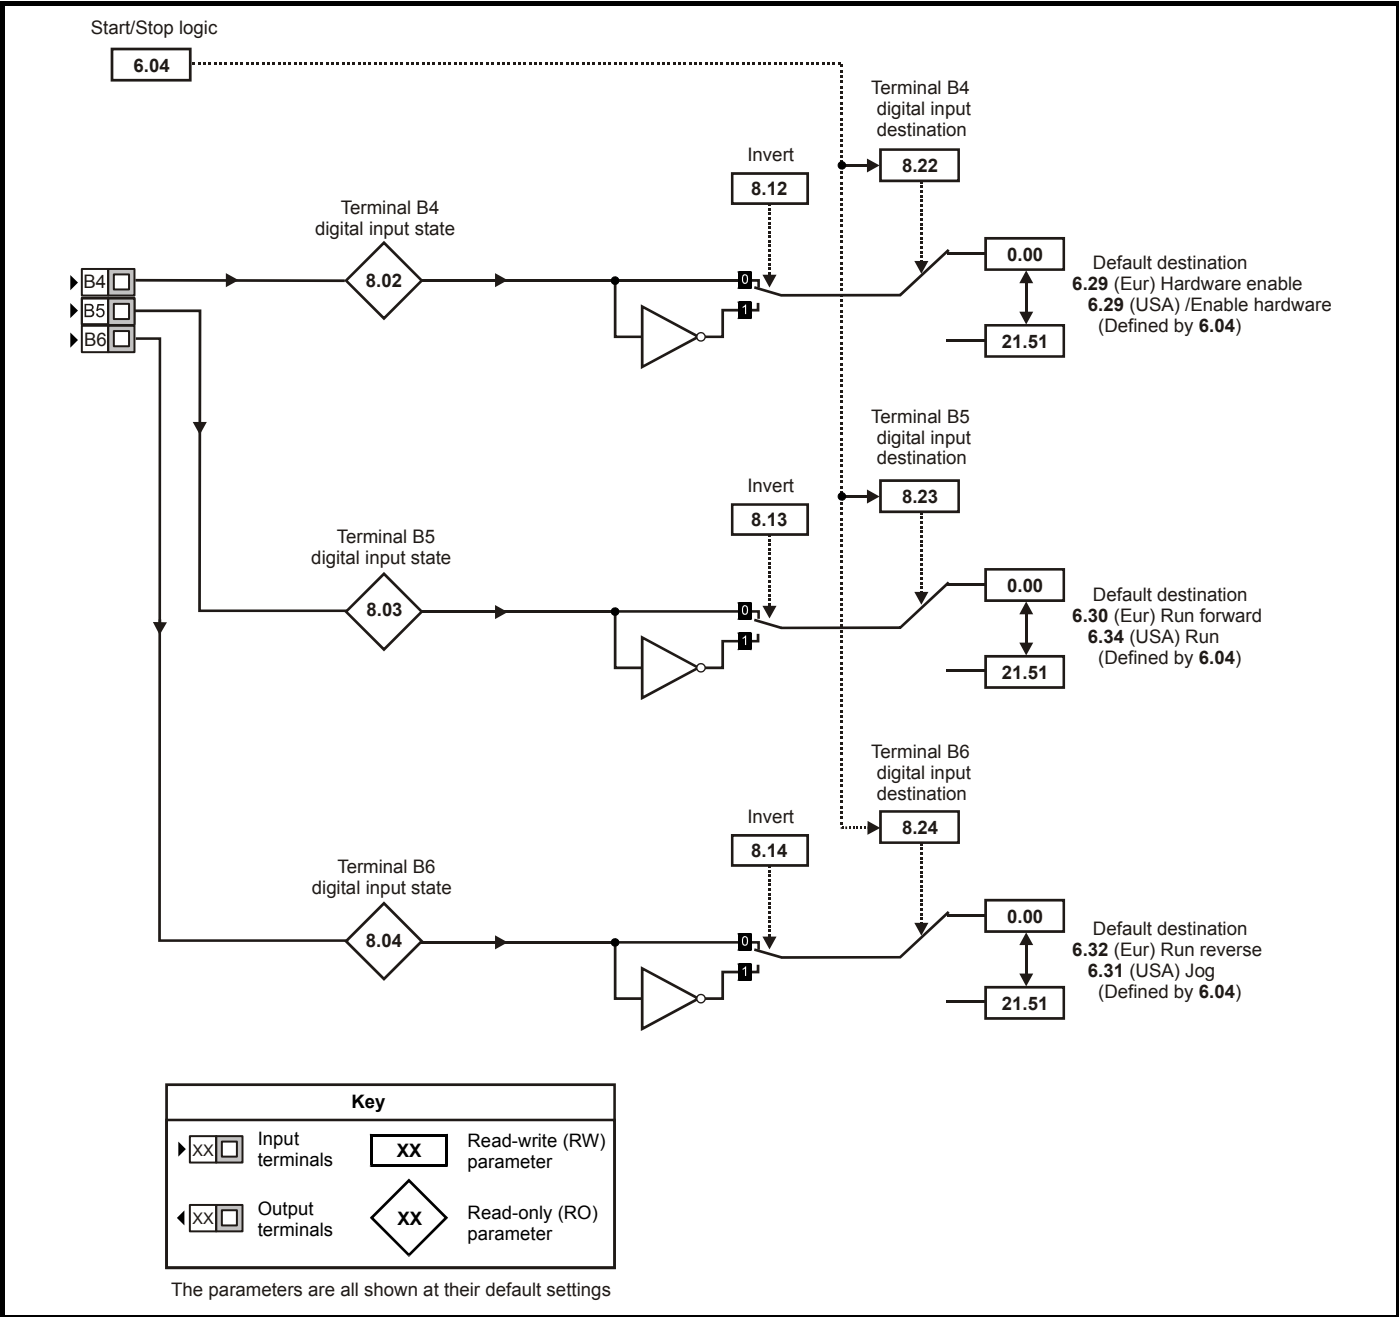 Start/Stop logic
6.04
Terminal B4
digital input
destination
8.22
Invert
8.12
Terminal B4
digital input state
8.02
B4
B5
B6
0
1
0.00
21.51
Default destination
6.29 (Eur) Hardware enable
6.29 (USA) /Enable hardware
(Defined by 6.04)
Terminal B5
digital input
destination
8.23
Invert
8.13
Terminal B5
digital input state
8.03
0
1
0.00
21.51
Default destination
6.30 (Eur) Run forward
6.34 (USA) Run
(Defined by 6.04)
Terminal B6
digital input
destination
8.24
Invert
8.14
Terminal B6
digital input state
8.04
0
1
0.00
21.51
Default destination
6.32 (Eur) Run reverse
6.31 (USA) Jog
(Defined by 6.04)
Key
XX
Input
terminals
XX
Read-write (RW)
parameter
XX
Output
terminals
XX
Read-only (RO)
parameter
The parameters are all shown at their default settings